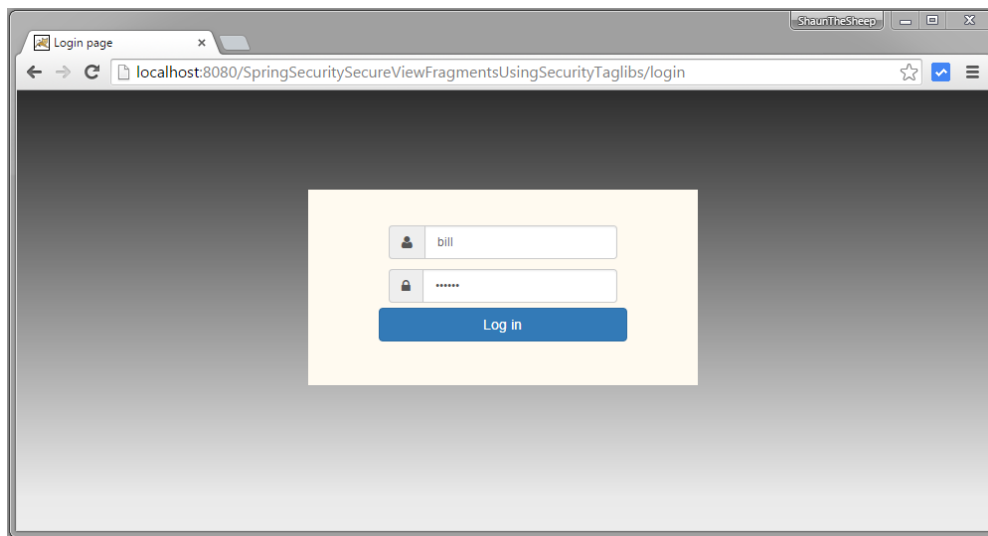 ShaunTheSheep
Login page
localhost:8080/SpringSecuritySecureViewFragmentsUsingSecurityTaglibs/login
bill
••••••
Log in